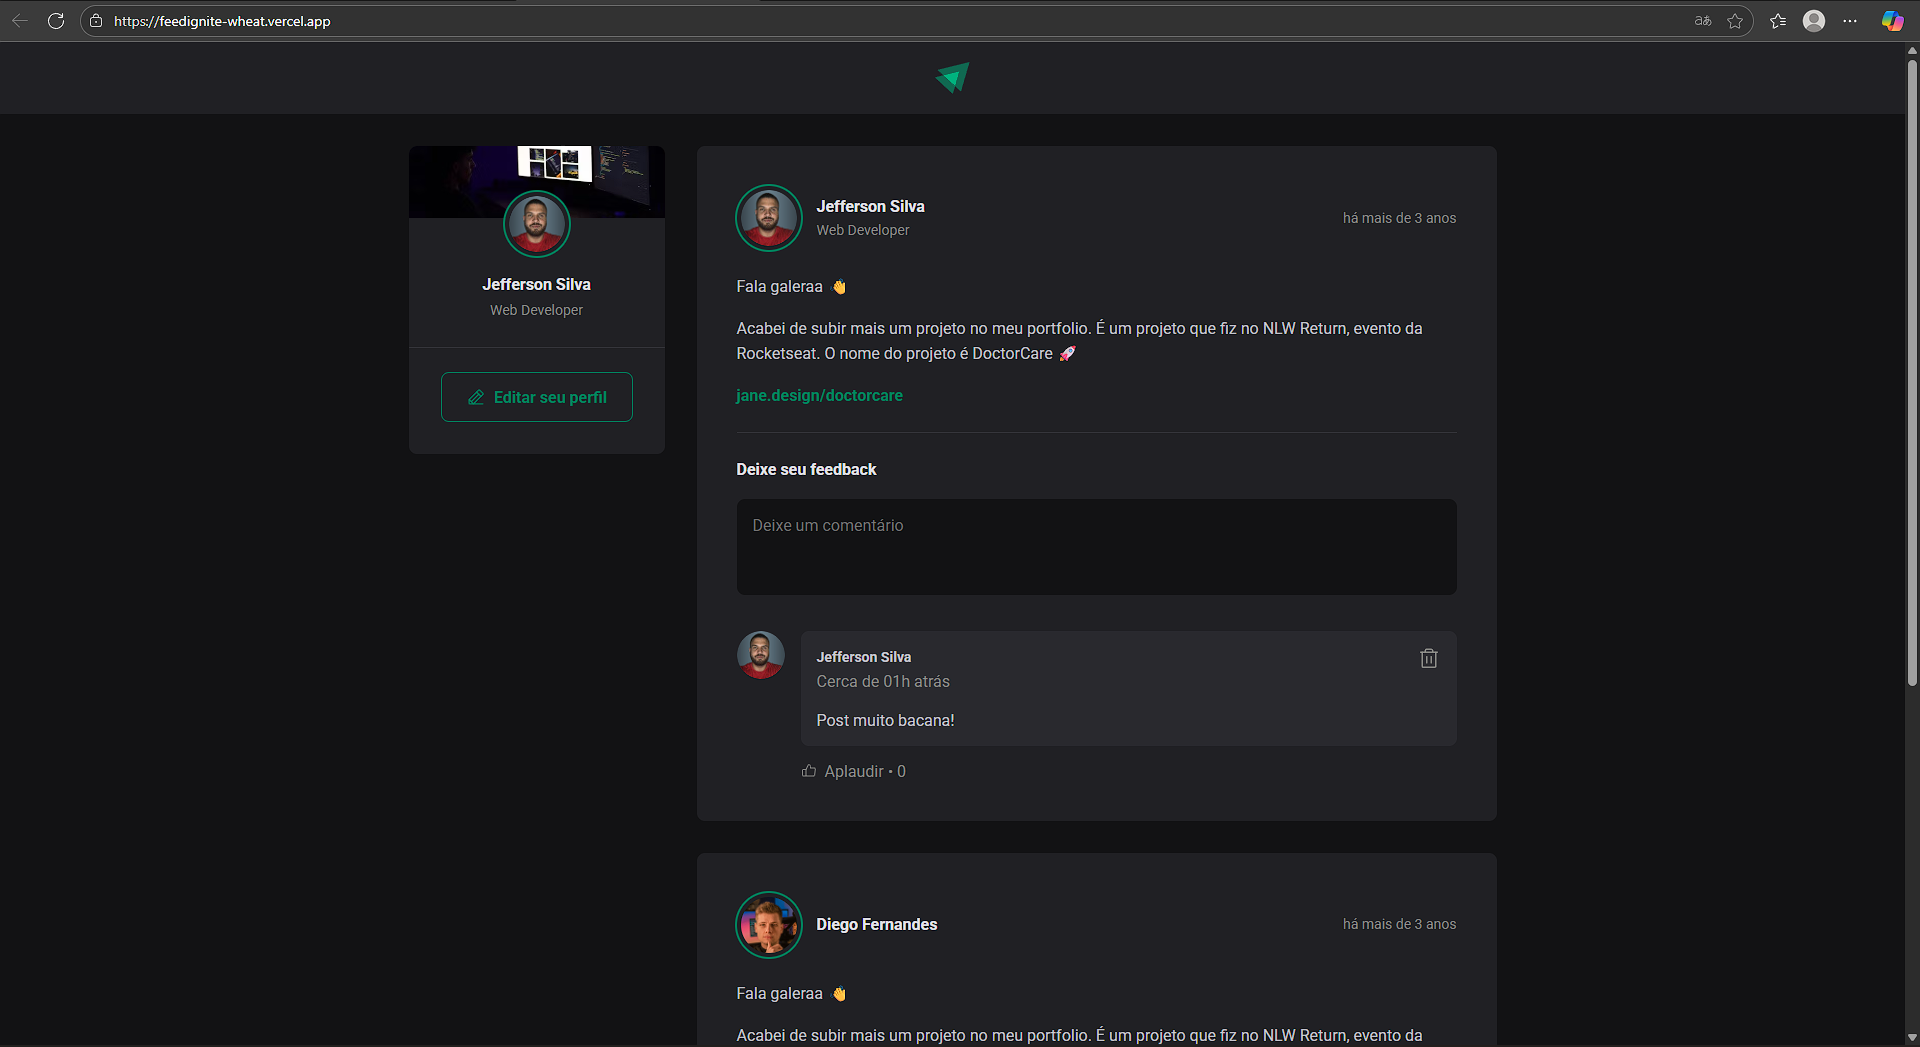 https://feedignite-wheat.vercel.app
Jefferson Silva
Web Developer
Editar seu perfil
Jefferson Silva
Web Developer
há mais de 3 anos
Fala galeraa 👋
Acabei de subir mais um projeto no meu portfolio. É um projeto que fiz no NLW Return, evento da
Rocketseat. O nome do projeto é DoctorCare 🚀
jane.design/doctorcare
Deixe seu feedback
Deixe um comentário
Jefferson Silva
Cerca de 01h atrás
Post muito bacana!
Aplaudir • 0
Diego Fernandes
há mais de 3 anos
Fala galeraa 👋
Acabei de subir mais um projeto no meu portfolio. É um projeto que fiz no NLW Return, evento da